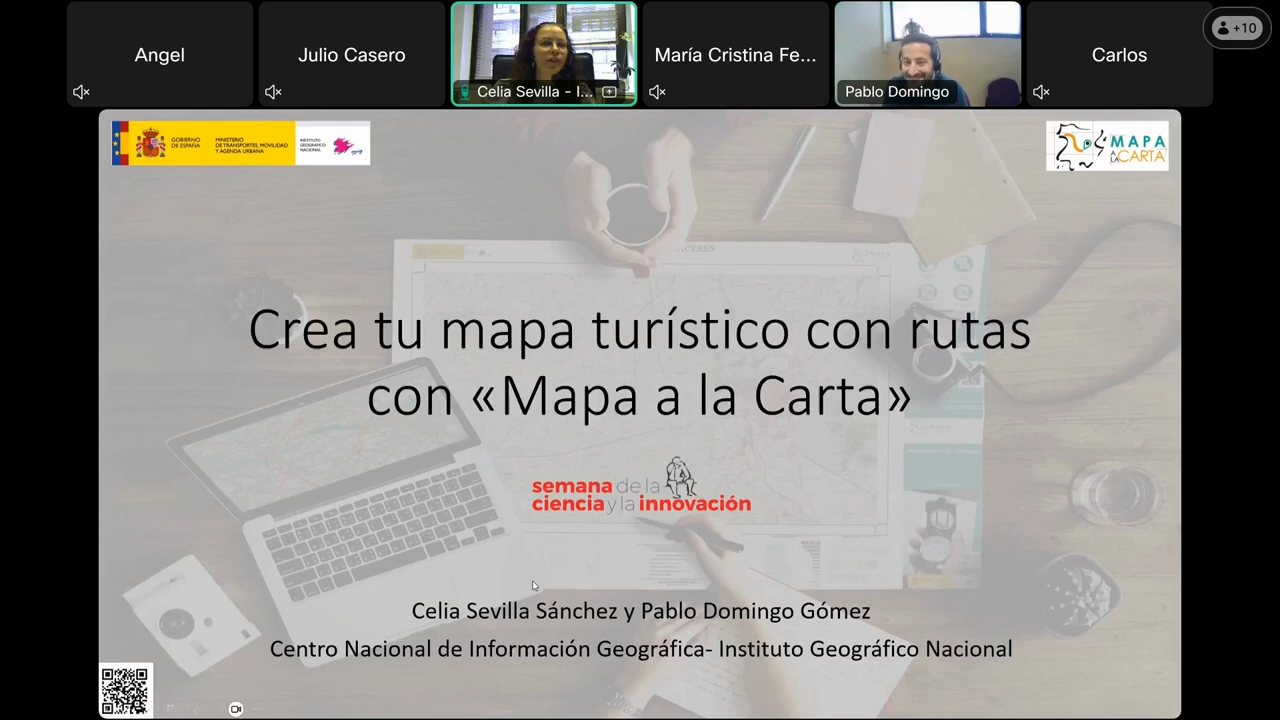 Angel
Julio Casero
Celia Sevilla - I...
María Cristina Fe...
Pablo Domingo
Carlos
+10
GOBIERNO
DE ESPAÑA
MINISTERIO
DE TRANSPORTES, MOVILIDAD
Y AGENDA URBANA
INSTITUTO
GEOGRÁFICO
NACIONAL
MAPA
A LA CARTA
Crea tu mapa turístico con rutas
con «Mapa a la Carta»
semana de la
ciencia y la innovación
Celia Sevilla Sánchez y Pablo Domingo Gómez
Centro Nacional de Información Geográfica- Instituto Geográfico Nacional